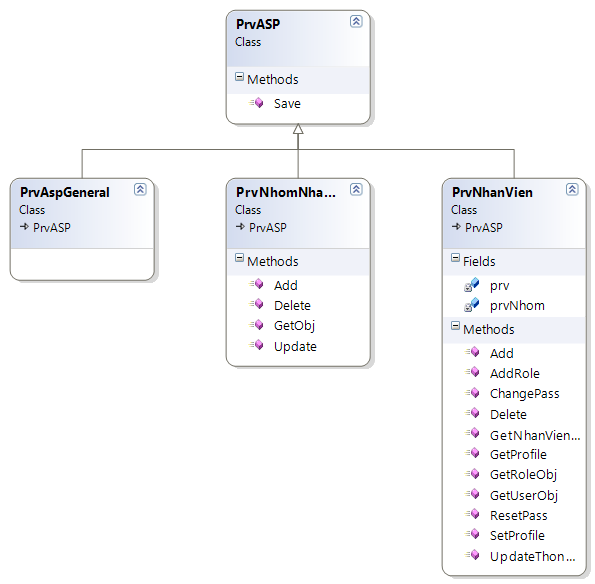 PrvASP
Class
Methods
Save
PrvAspGeneral
Class
PrvASP
PrvNhomNha...
Class
PrvASP
Methods
Add
Delete
GetObj
Update
PrvNhanVien
Class
PrvASP
Fields
prv
prvNhom
Methods
Add
AddRole
ChangePass
Delete
GetNhanVien...
GetProfile
GetRoleObj
GetUserObj
ResetPass
SetProfile
UpdateThon...